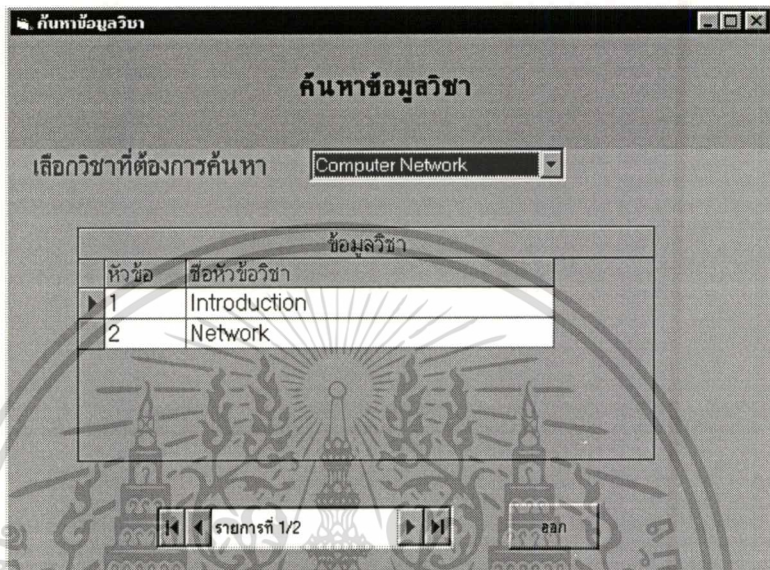 ค้นหาข้อมูลวิชา
ค้นหาข้อมูลวิชา
เลือกวิชาที่ต้องการค้นหา Computer Network
ข้อมูลวิชา
หัวข้อ ชื่อหัวข้อวิชา
1 Introduction
2 Network
รายการที่ 1/2 ออก